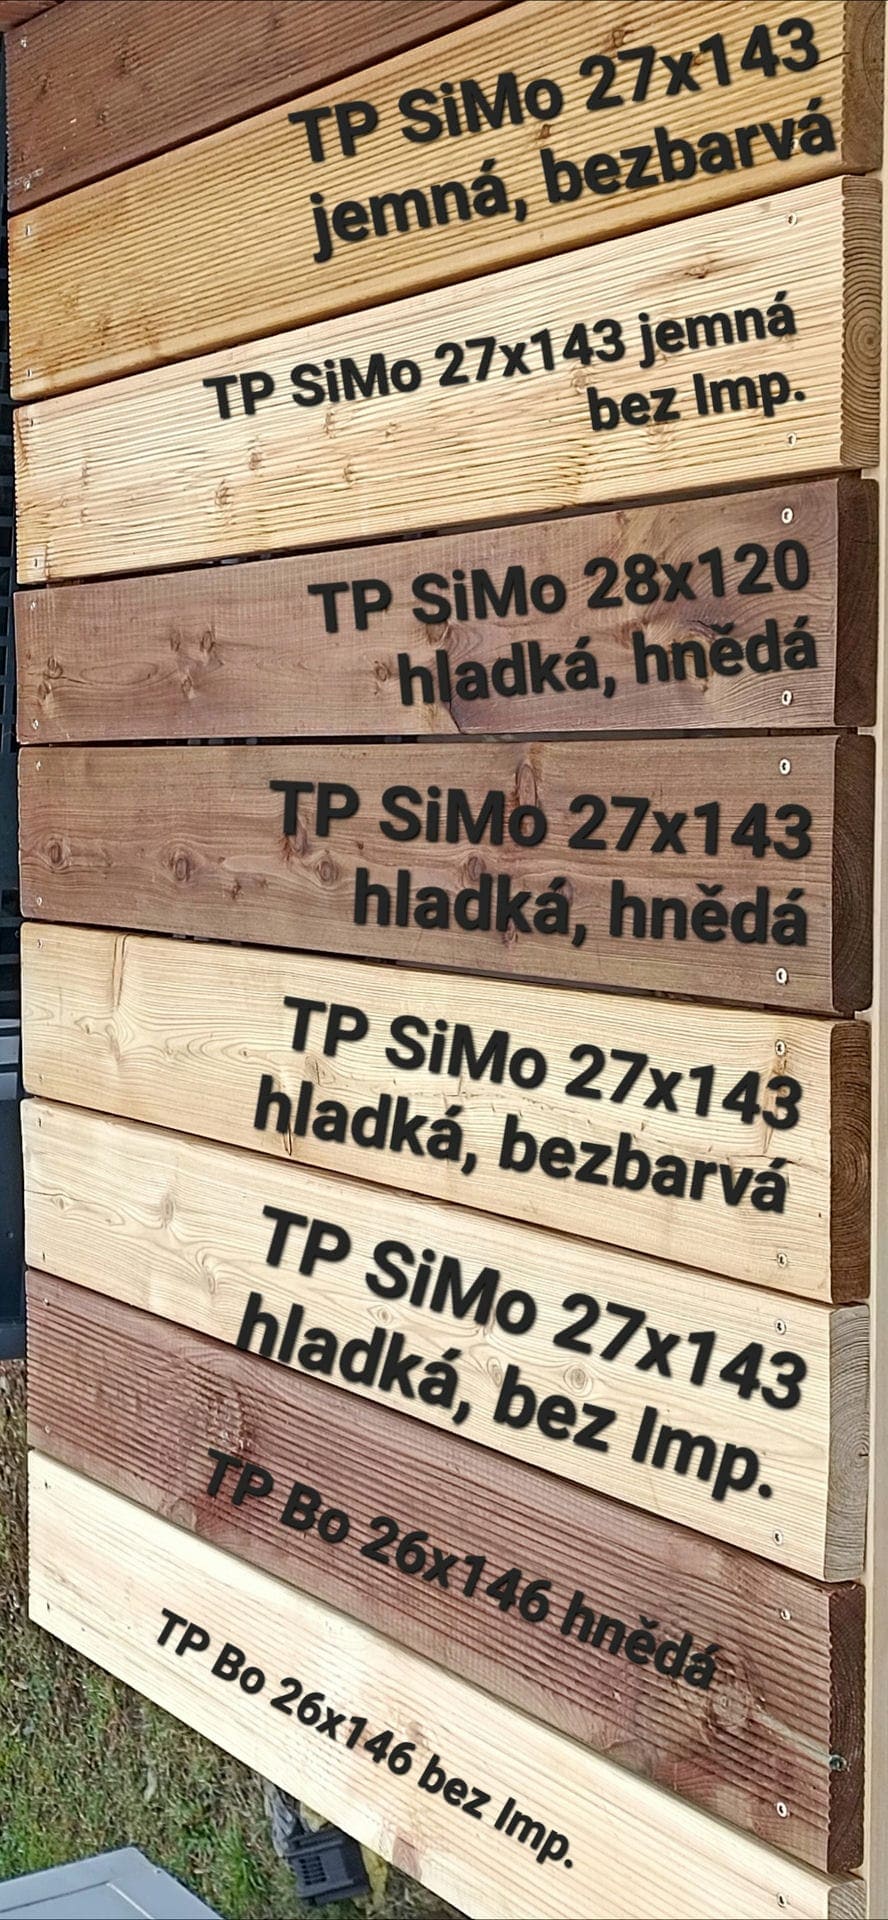 TP SiMo 27x143
jemná, bezbarvá
TP SiMo 27x143 jemná
bez Imp.
TP SiMo 28x120
hladká, hnědá
TP SiMo 27x143
hladká, hnědá
TP SiMo 27x143
hladká, bezbarvá
TP SiMo 27x143
hladká, bez Imp.
TP Bo 26x146 hnědá
TP Bo 26x146 bez Imp.